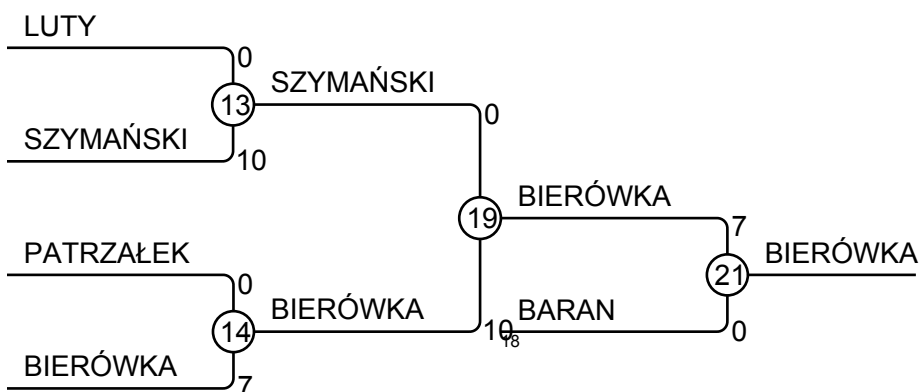 LUTY
0
13
SZYMAŃSKI
0
SZYMAŃSKI
10
19
BIERÓWKA
7
PATRZAŁEK
0
21
BIERÓWKA
14
BIERÓWKA
10
18
BARAN
0
BIERÓWKA
7